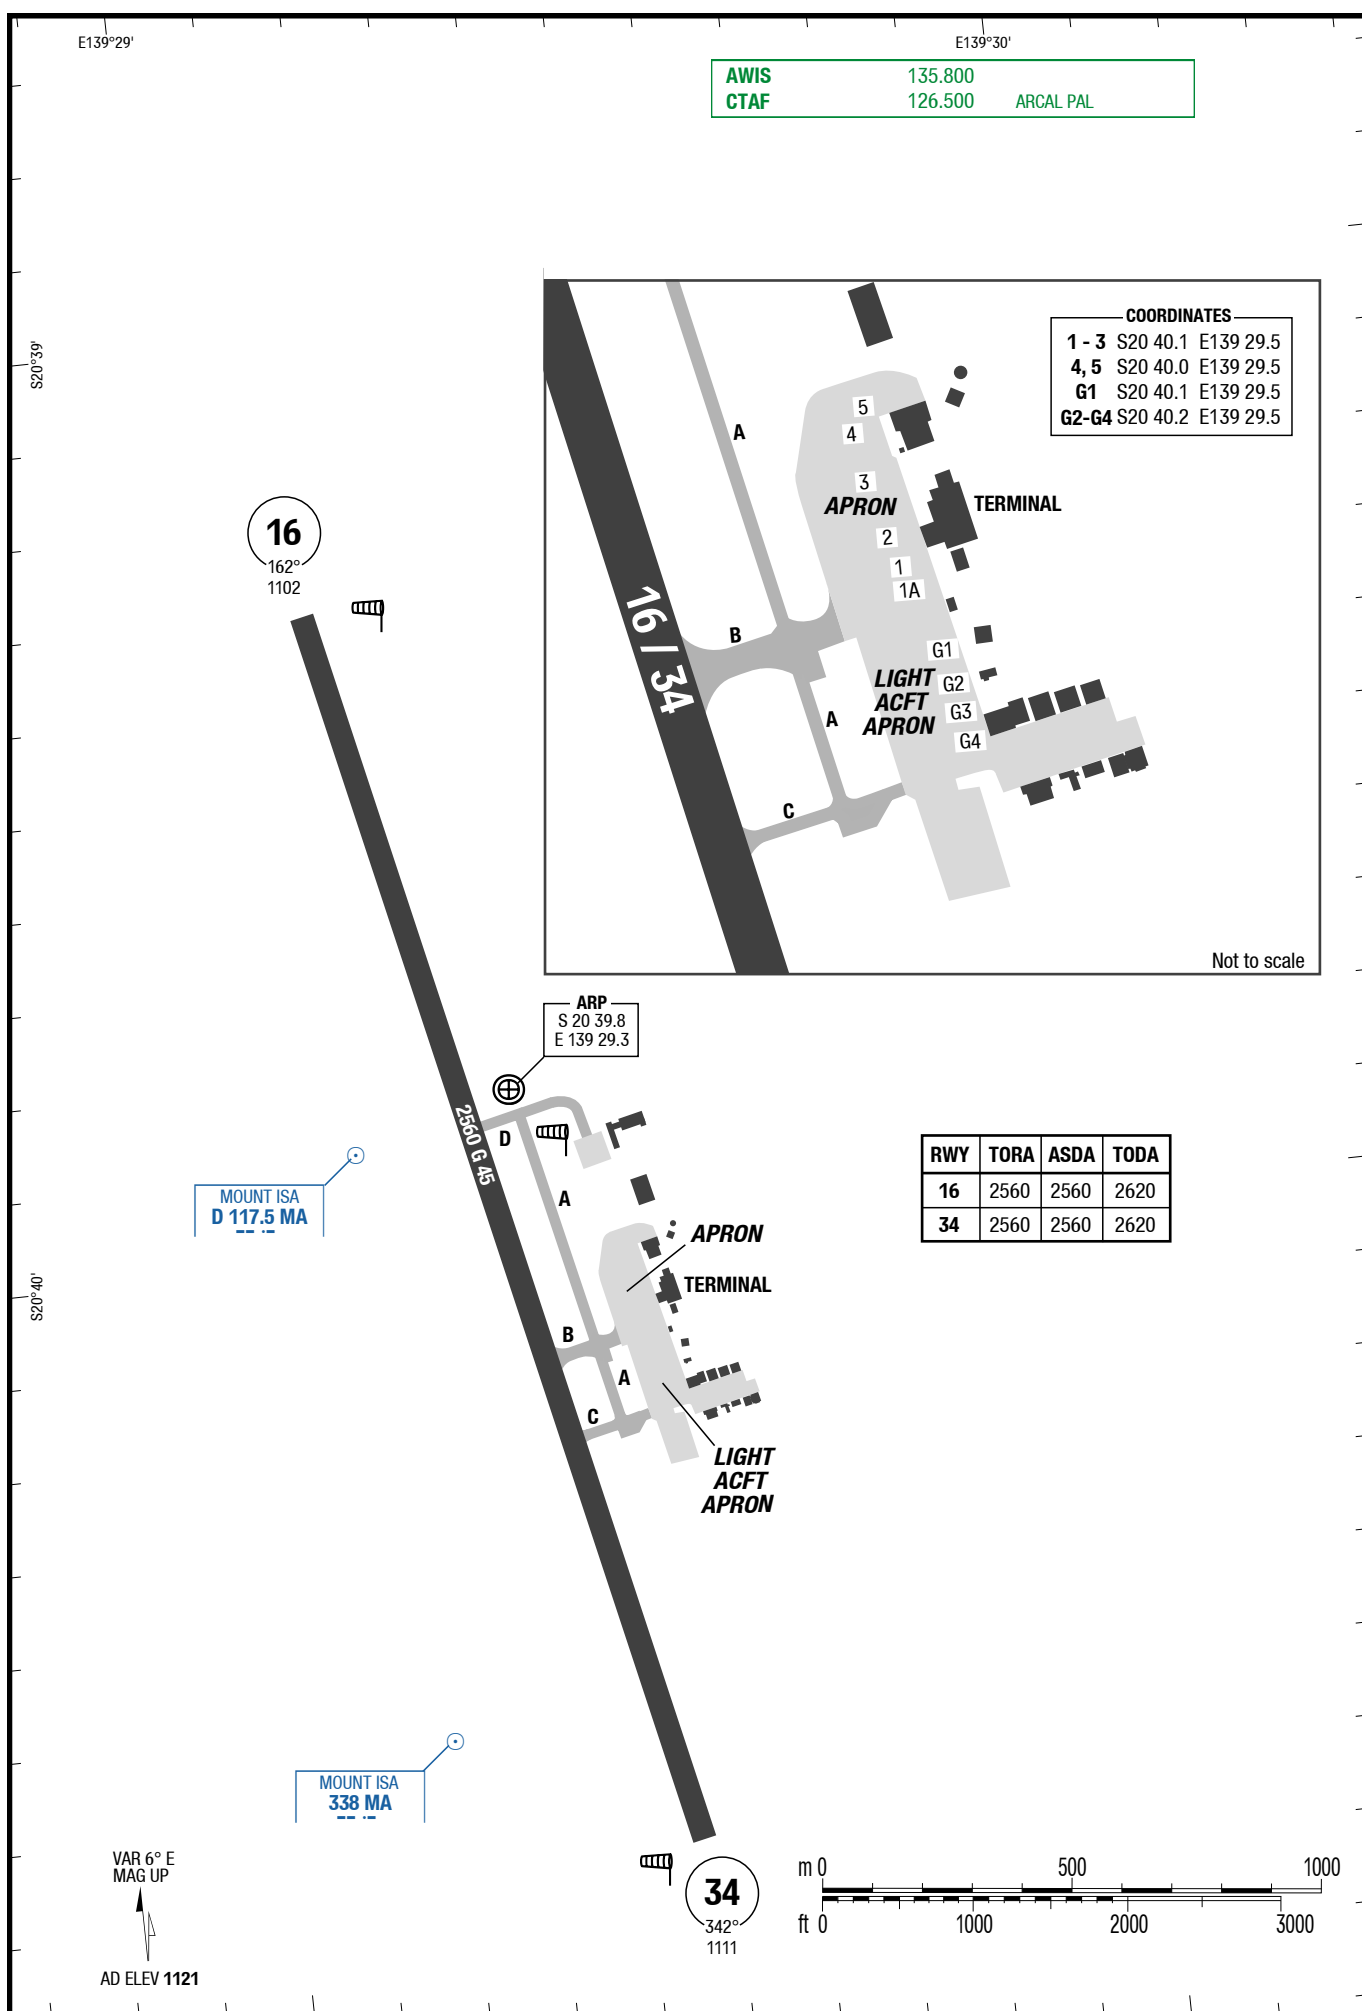 E139°29'
E139°30'
AWIS 135.800
CTAF 126.500 ARCAL PAL
S20°39'
COORDINATES
1 - 3 S20 40.1 E139 29.5
4, 5 S20 40.0 E139 29.5
G1 S20 40.1 E139 29.5
G2-G4 S20 40.2 E139 29.5
5
A
4
3
APRON
TERMINAL
2
1
1A
16 / 34
B
G1
LIGHT
ACFT
APRON
G2
G3
A
G4
C
Not to scale
16
162°
1102
ARP
S 20 39.8
E 139 29.3
2560 G 45
D
A
MOUNT ISA
D 117.5 MA
RWY TORA ASDA TODA
16 2560 2560 2620
34 2560 2560 2620
APRON
TERMINAL
S20°40'
B
A
C
LIGHT
ACFT
APRON
MOUNT ISA
338 MA
VAR 6° E
MAG UP
AD ELEV 1121
34
342°
1111
m 0 500 1000
ft 0 1000 2000 3000